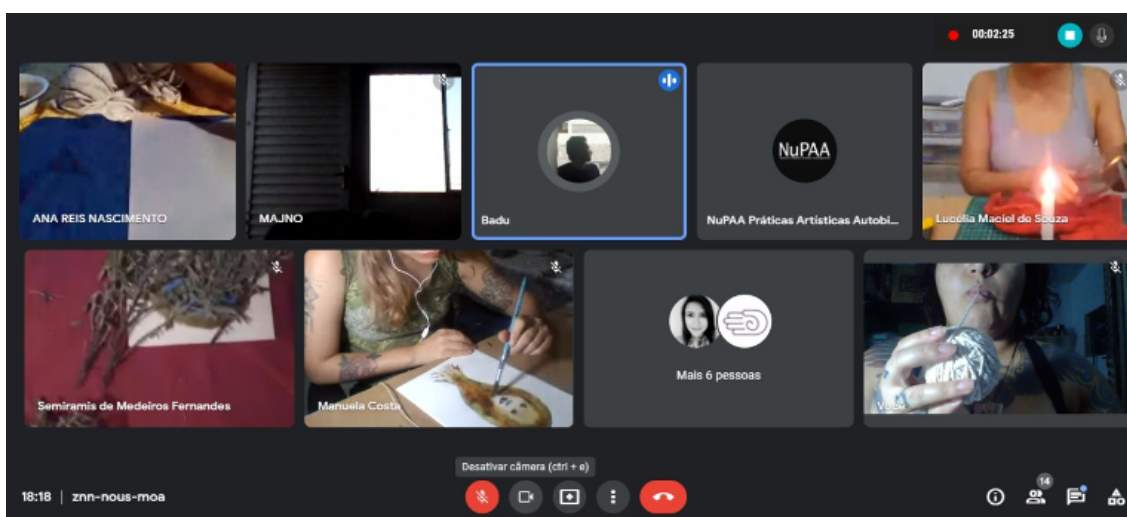 00:02:25
ANA REIS NASCIMENTO
MAJNO
Badu
NuPAA
NuPAA Práticas Artísticas Autobi...
Lucélia Maciel de Souza
Semiramis de Medeiros Fernandes
Manuela Costa
Mais 6 pessoas
Você
Desativar câmera (ctrl + e)
18:18 | znn-nous-moa
14